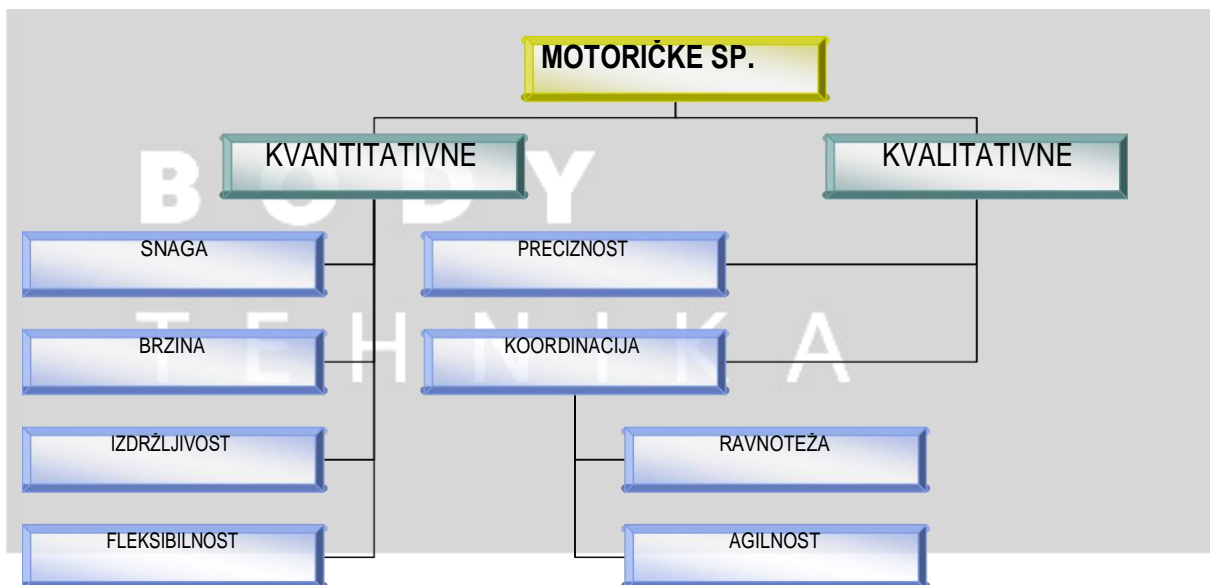 MOTORIČKE SP.
KVANTITATIVNE
KVALITATIVNE
BODY
SNAGA
PRECIZNOST
TEHNIKA
BRZINA
KOORDINACIJA
IZDRŽLJIVOST
RAVNOTEŽA
FLEKSIBILNOST
AGILNOST